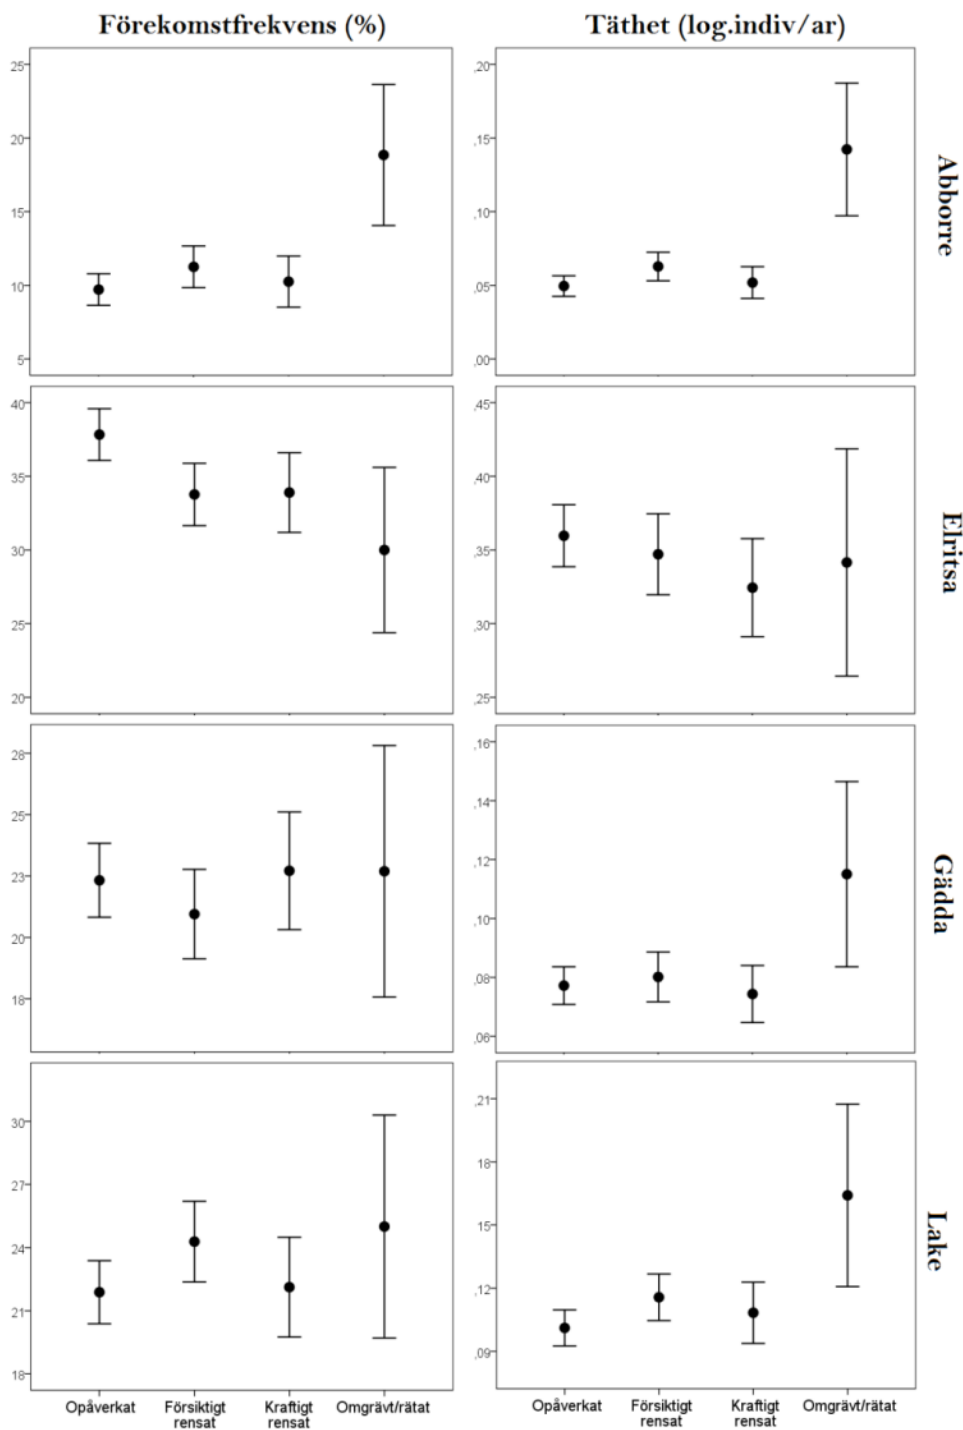 Förekomstfrekvens (%)
Täthet (log.indiv/ar)
25
20
15
10
5
,20
,15
,10
,05
,00
Abborre
40
35
30
25
20
,45
,40
,35
,30
,25
Elritsa
28
25
23
20
18
,16
,14
,12
,10
,08
,06
Gädda
30
27
24
21
18
,21
,18
,15
,12
,09
Lake
Opåverkat
Försiktigt
rensat
Kraftigt
rensat
Omgrävt/rätat
Opåverkat
Försiktigt
rensat
Kraftigt
rensat
Omgrävt/rätat